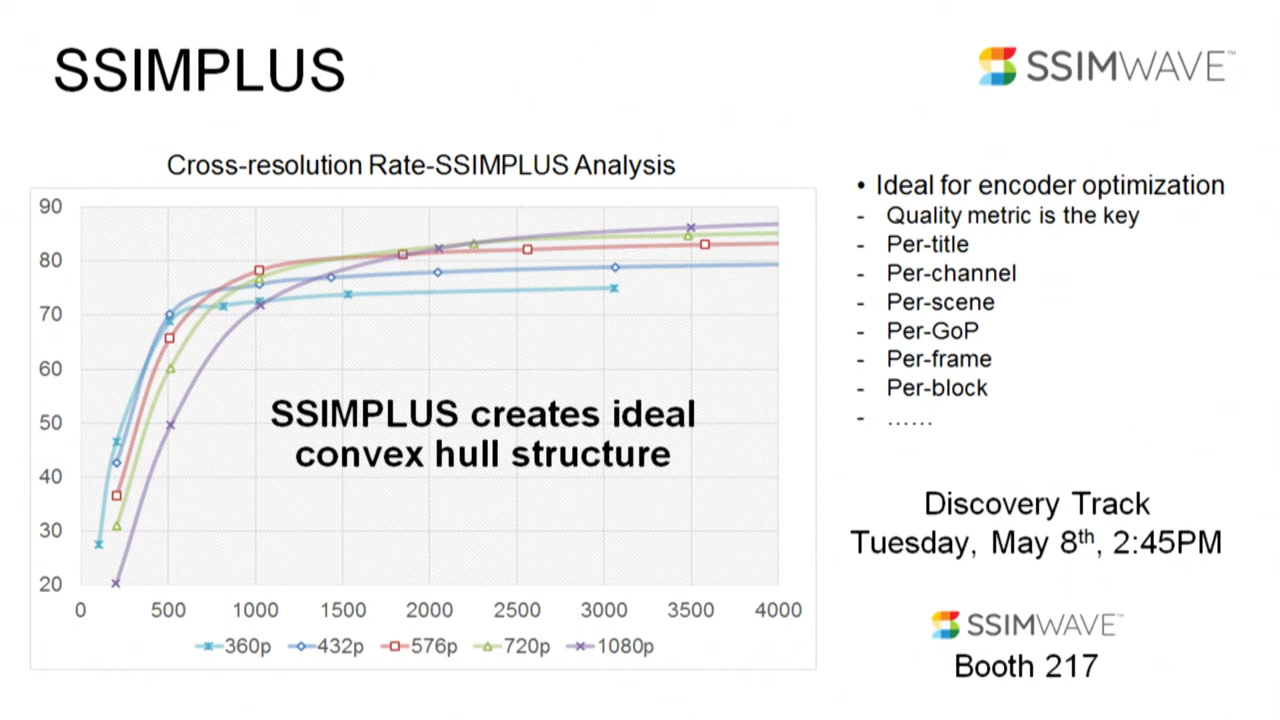 SSIMPLUS
SSIMWAVE™
Cross-resolution Rate-SSIMPLUS Analysis
90
80
70
60
50
40
30
20
0 500 1000 1500 2000 2500 3000 3500 4000
SSIMPLUS creates ideal
convex hull structure
360p 432p 576p 720p 1080p
• Ideal for encoder optimization
- Quality metric is the key
- Per-title
- Per-channel
- Per-scene
- Per-GoP
- Per-frame
- Per-block
- ……
Discovery Track
Tuesday, May 8th, 2:45PM
SSIMWAVE™
Booth 217